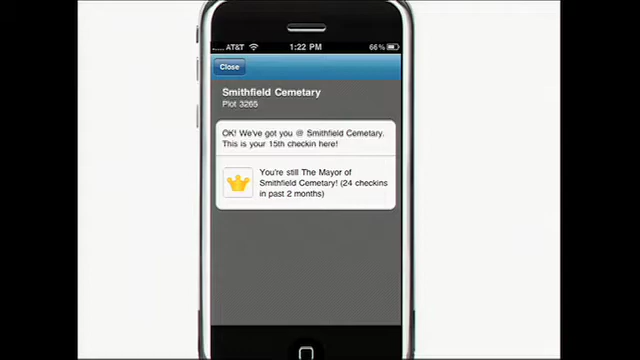 AT&T 1:22 PM 66%
Close
Smithfield Cemetary
Plot 3265
OK! We've got you @ Smithfield Cemetary.
This is your 15th checkin here!
You're still The Mayor of
Smithfield Cemetary! (24 checkins
in past 2 months)